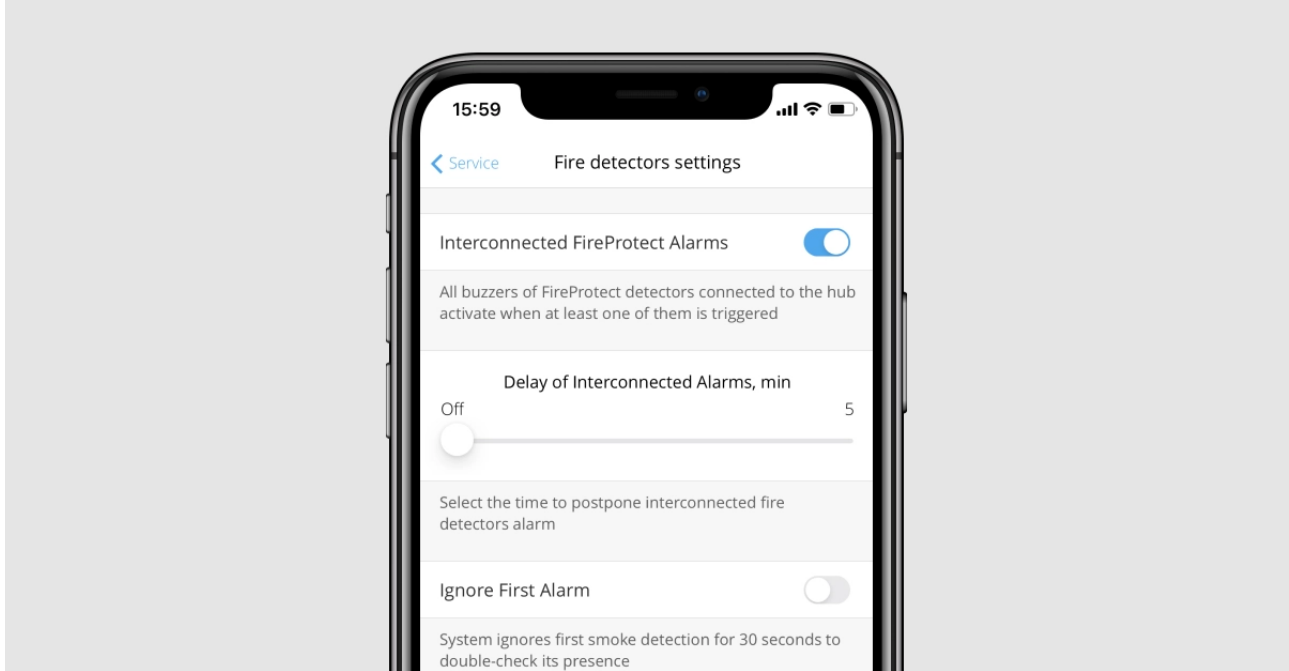 15:59
Service
Fire detectors settings
Interconnected FireProtect Alarms
All buzzers of FireProtect detectors connected to the hub
activate when at least one of them is triggered
Delay of Interconnected Alarms, min
Off 5
Select the time to postpone interconnected fire
detectors alarm
Ignore First Alarm
System ignores first smoke detection for 30 seconds to
double-check its presence